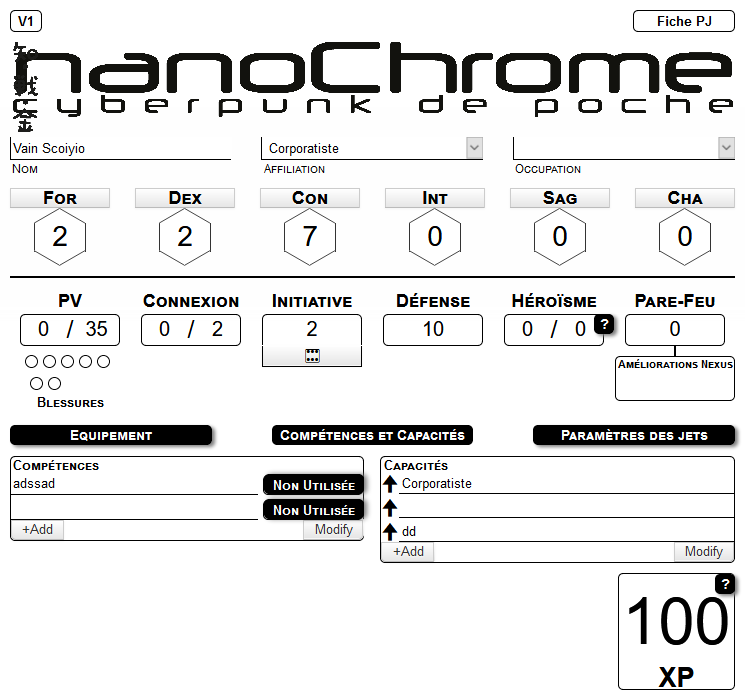 V1
Fiche PJ
nanoChrome
cyberpunk de poche
Vain Scoiyio
Corporatiste
Nom
Affiliation
Occupation
For Dex Con Int Sag Cha
2 2 7 0 0 0
PV Connexion Initiative Défense Héroïsme Pare-Feu
0 / 35 0 / 2 2 10 0 / 0 ? 0
Améliorations Nexus
Blessures
Equipement
Compétences et Capacités
Paramètres des jets
Compétences
adssad Non Utilisée
Non Utilisée
+Add Modify
Capacités
Corporatiste
dd
+Add Modify
?
100
XP